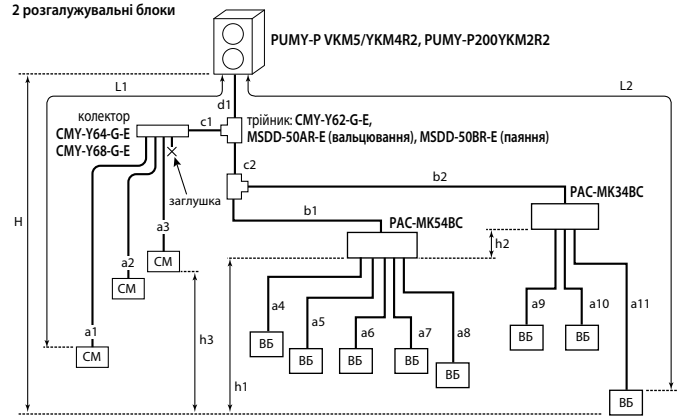 2 розгалужувальні блоки
PUMY-P VKM5/YKM4R2, PUMY-P200YKM2R2
L1
L2
d1
колектор
CMY-Y64-G-E
CMY-Y68-G-E
c1
трійник: CMY-Y62-G-E,
MSDD-50AR-E (вальцювання), MSDD-50BR-E (паяння)
c2
заглушка
b2
PAC-MK34BC
b1
PAC-MK54BC
H
a3
h2
a2
СМ
СМ
a1
СМ
h3
h1
a4
a5
a6
a7
a8
a9
a10
a11
ВБ
ВБ
ВБ
ВБ
ВБ
ВБ
ВБ
ВБ